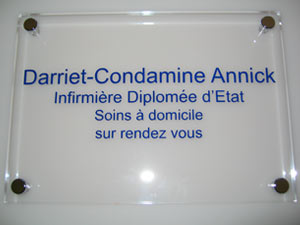 Darriet-Condamine Annick
Infirmière Diplomée d'Etat
Soins à domicile
sur rendez vous